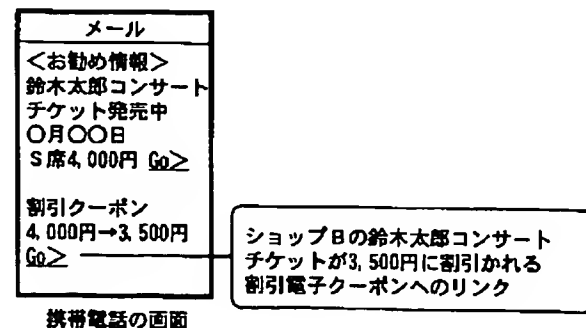 メール
<お勧め情報>
鈴木太郎コンサート
チケット発売中
〇月〇〇日
S席4,000円 Go>
割引クーポン
4,000円→3,500円
Go>
ショップBの鈴木太郎コンサート
チケットが3,500円に割引かれる
割引電子クーポンへのリンク
携帯電話の画面